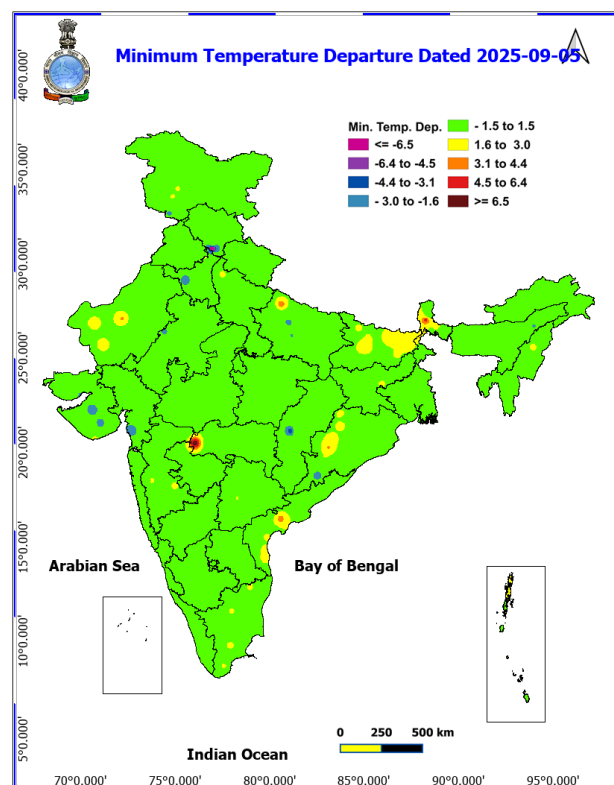 Minimum Temperature Departure Dated 2025-09-05
Min. Temp. Dep.
<= -6.5
-6.4 to -4.5
-4.4 to -3.1
- 3.0 to -1.6
- 1.5 to 1.5
1.6 to 3.0
3.1 to 4.4
4.5 to 6.4
>= 6.5
40°0.000'
35°0.000'
30°0.000'
25°0.000'
20°0.000'
15°0.000'
10°0.000'
5°0.000'
Arabian Sea
Bay of Bengal
Indian Ocean
0 250 500 km
70°0.000' 75°0.000' 80°0.000' 85°0.000' 90°0.000' 95°0.000'